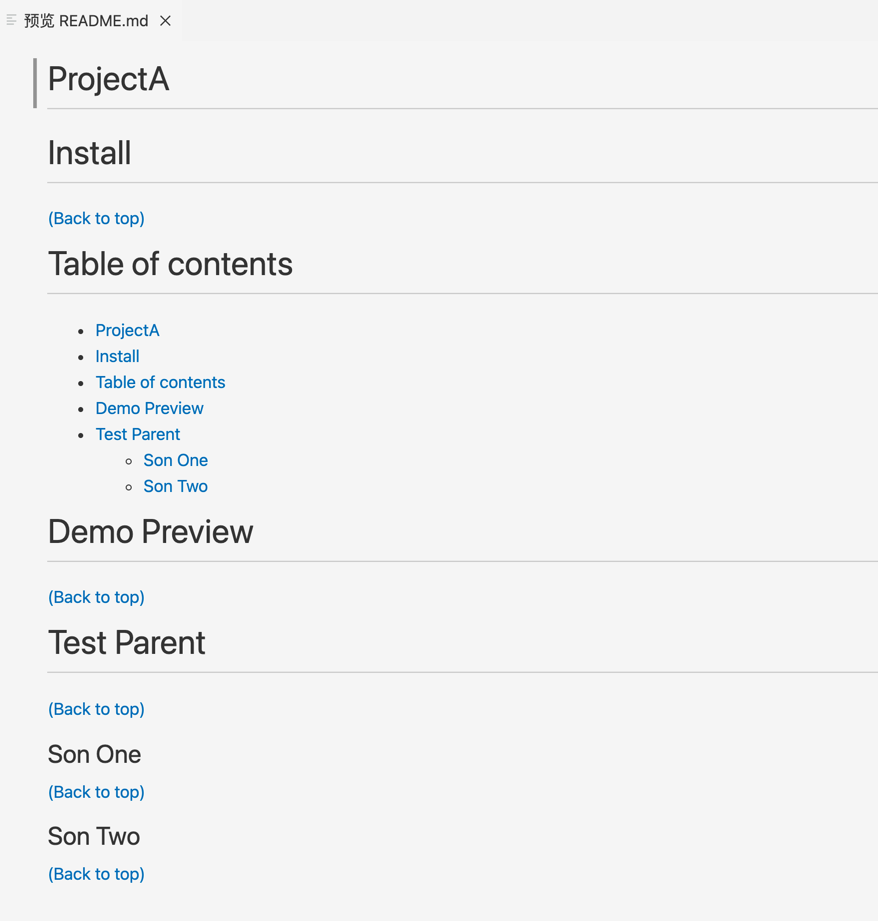 预览 README.md
ProjectA
Install
(Back to top)
Table of contents
ProjectA
Install
Table of contents
Demo Preview
Test Parent
Son One
Son Two
Demo Preview
(Back to top)
Test Parent
(Back to top)
Son One
(Back to top)
Son Two
(Back to top)